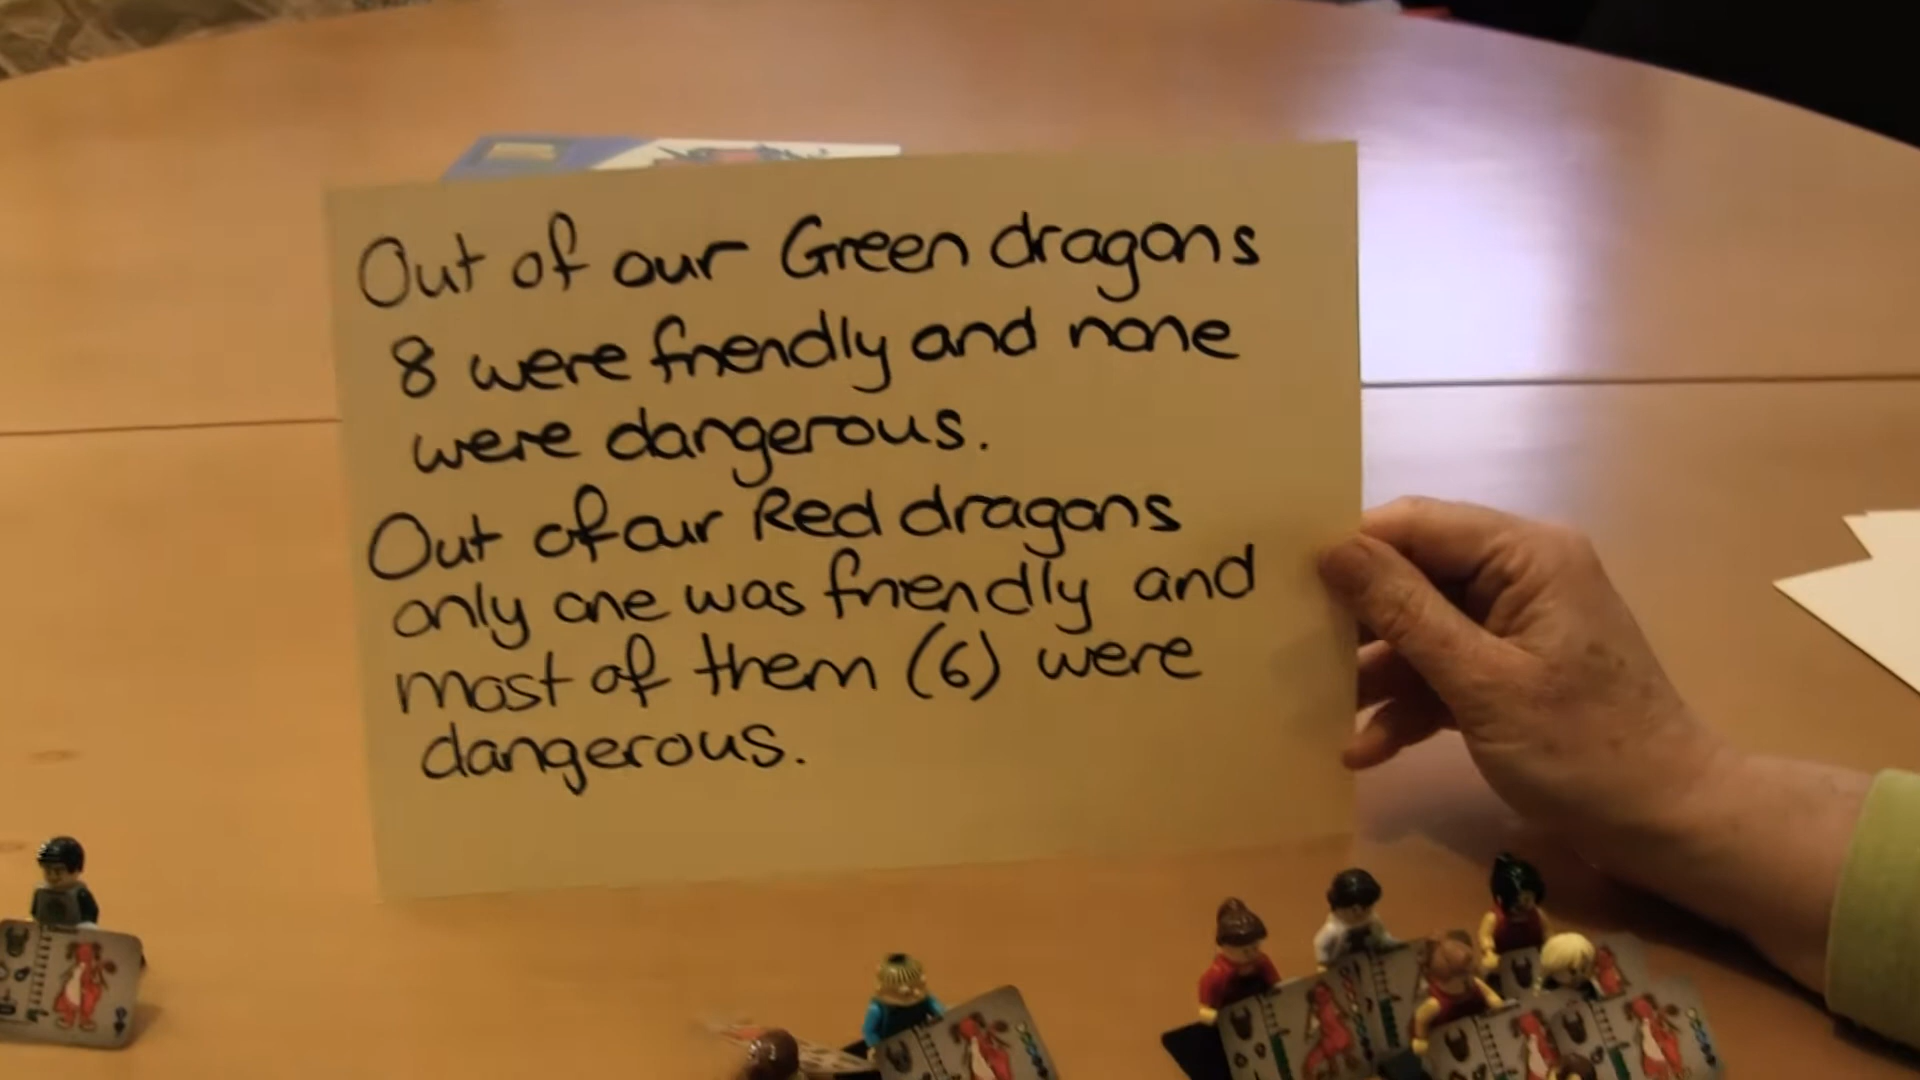 Out of our Green dragons
8 were friendly and none
were dangerous.
Out of our Red dragons
only one was friendly and
most of them (6) were
dangerous.